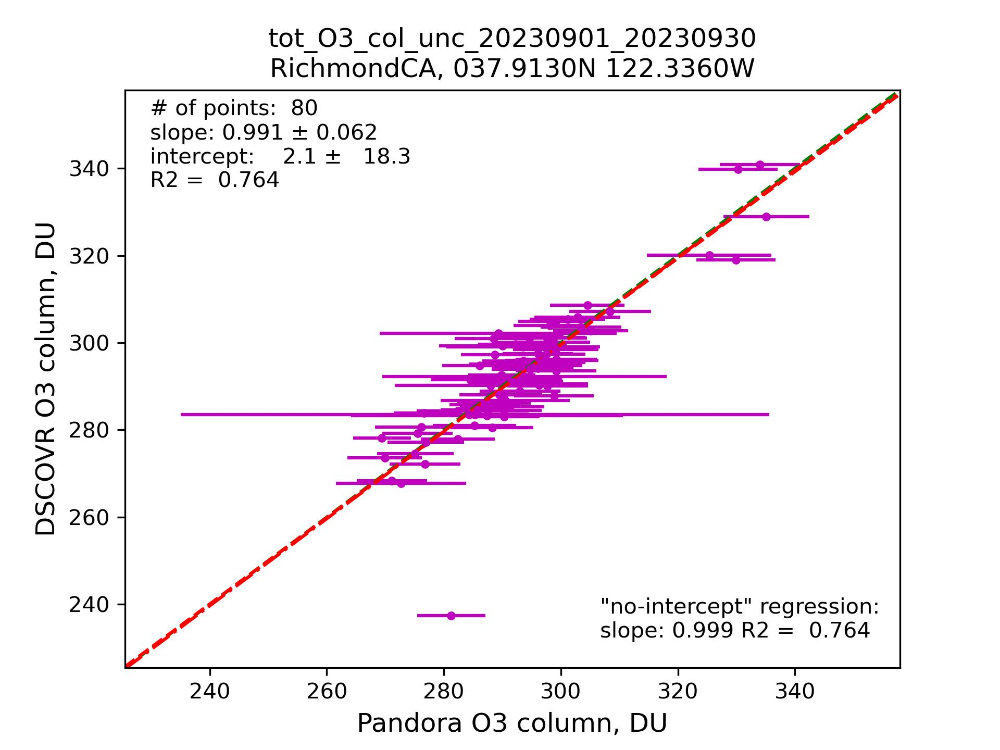 tot_O3_col_unc_20230901_20230930
RichmondCA, 037.9130N 122.3360W
# of points:  80
slope: 0.991 ± 0.062
intercept:    2.1 ±   18.3
R2 =  0.764
340
320
300
280
260
240
DSCOVR O3 column, DU
"no-intercept" regression:
slope: 0.999 R2 =  0.764
240 260 280 300 320 340
Pandora O3 column, DU